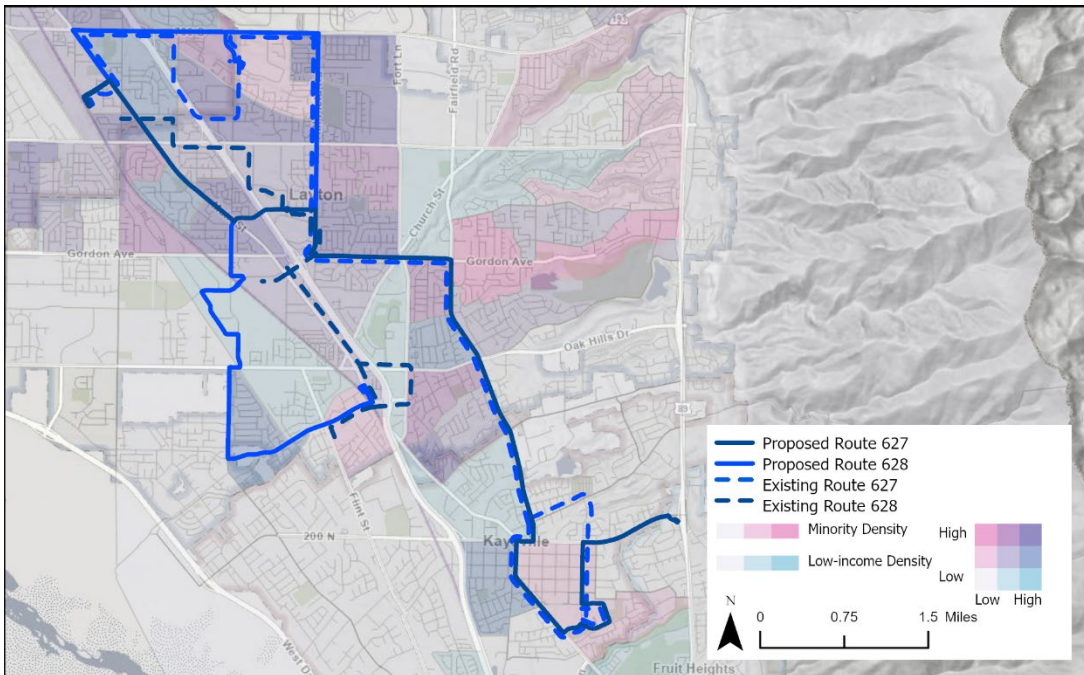 Fort Ln
Fairfield Rd
Layton
Church St
Gordon Ave
Gordon Ave
Oak Hills Dr
89
Flint St
200 N
Kaysville
West D
Fruit Heights
Proposed Route 627
Proposed Route 628
Existing Route 627
Existing Route 628
Minority Density
Low-income Density
High
Low
Low High
N
0 0.75 1.5 Miles